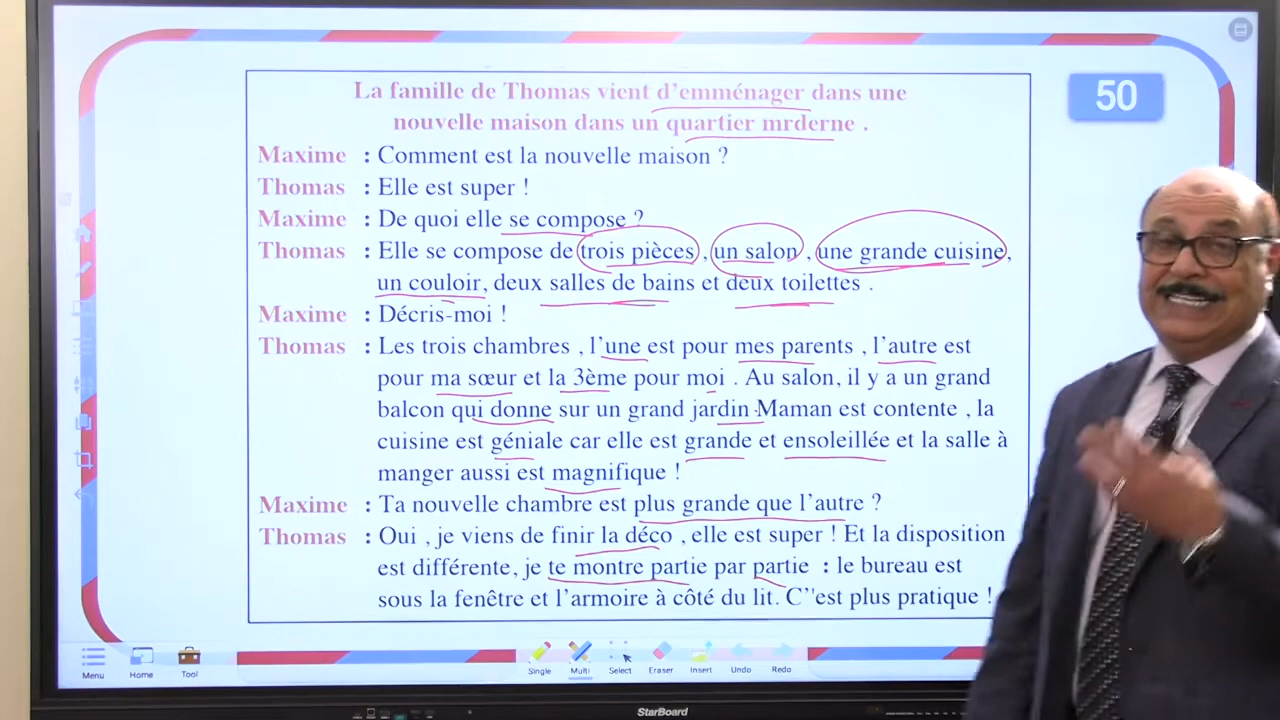 50
La famille de Thomas vient d'emménager dans une
nouvelle maison dans un quartier mrderne .
Maxime : Comment est la nouvelle maison ?
Thomas : Elle est super !
Maxime : De quoi elle se compose ?
Thomas : Elle se compose de trois pièces , un salon , une grande cuisine,
un couloir, deux salles de bains et deux toilettes .
Maxime : Décris-moi !
Thomas : Les trois chambres , l'une est pour mes parents , l'autre est
pour ma sœur et la 3ème pour moi . Au salon, il y a un grand
balcon qui donne sur un grand jardin . Maman est contente , la
cuisine est géniale car elle est grande et ensoleillée et la salle à
manger aussi est magnifique !
Maxime : Ta nouvelle chambre est plus grande que l'autre ?
Thomas : Oui , je viens de finir la déco , elle est super ! Et la disposition
est différente, je te montre partie par partie : le bureau est
sous la fenêtre et l'armoire à côté du lit. C''est plus pratique !
Menu Home Tool Single Multi Select Eraser Insert Undo Redo
StarBoard